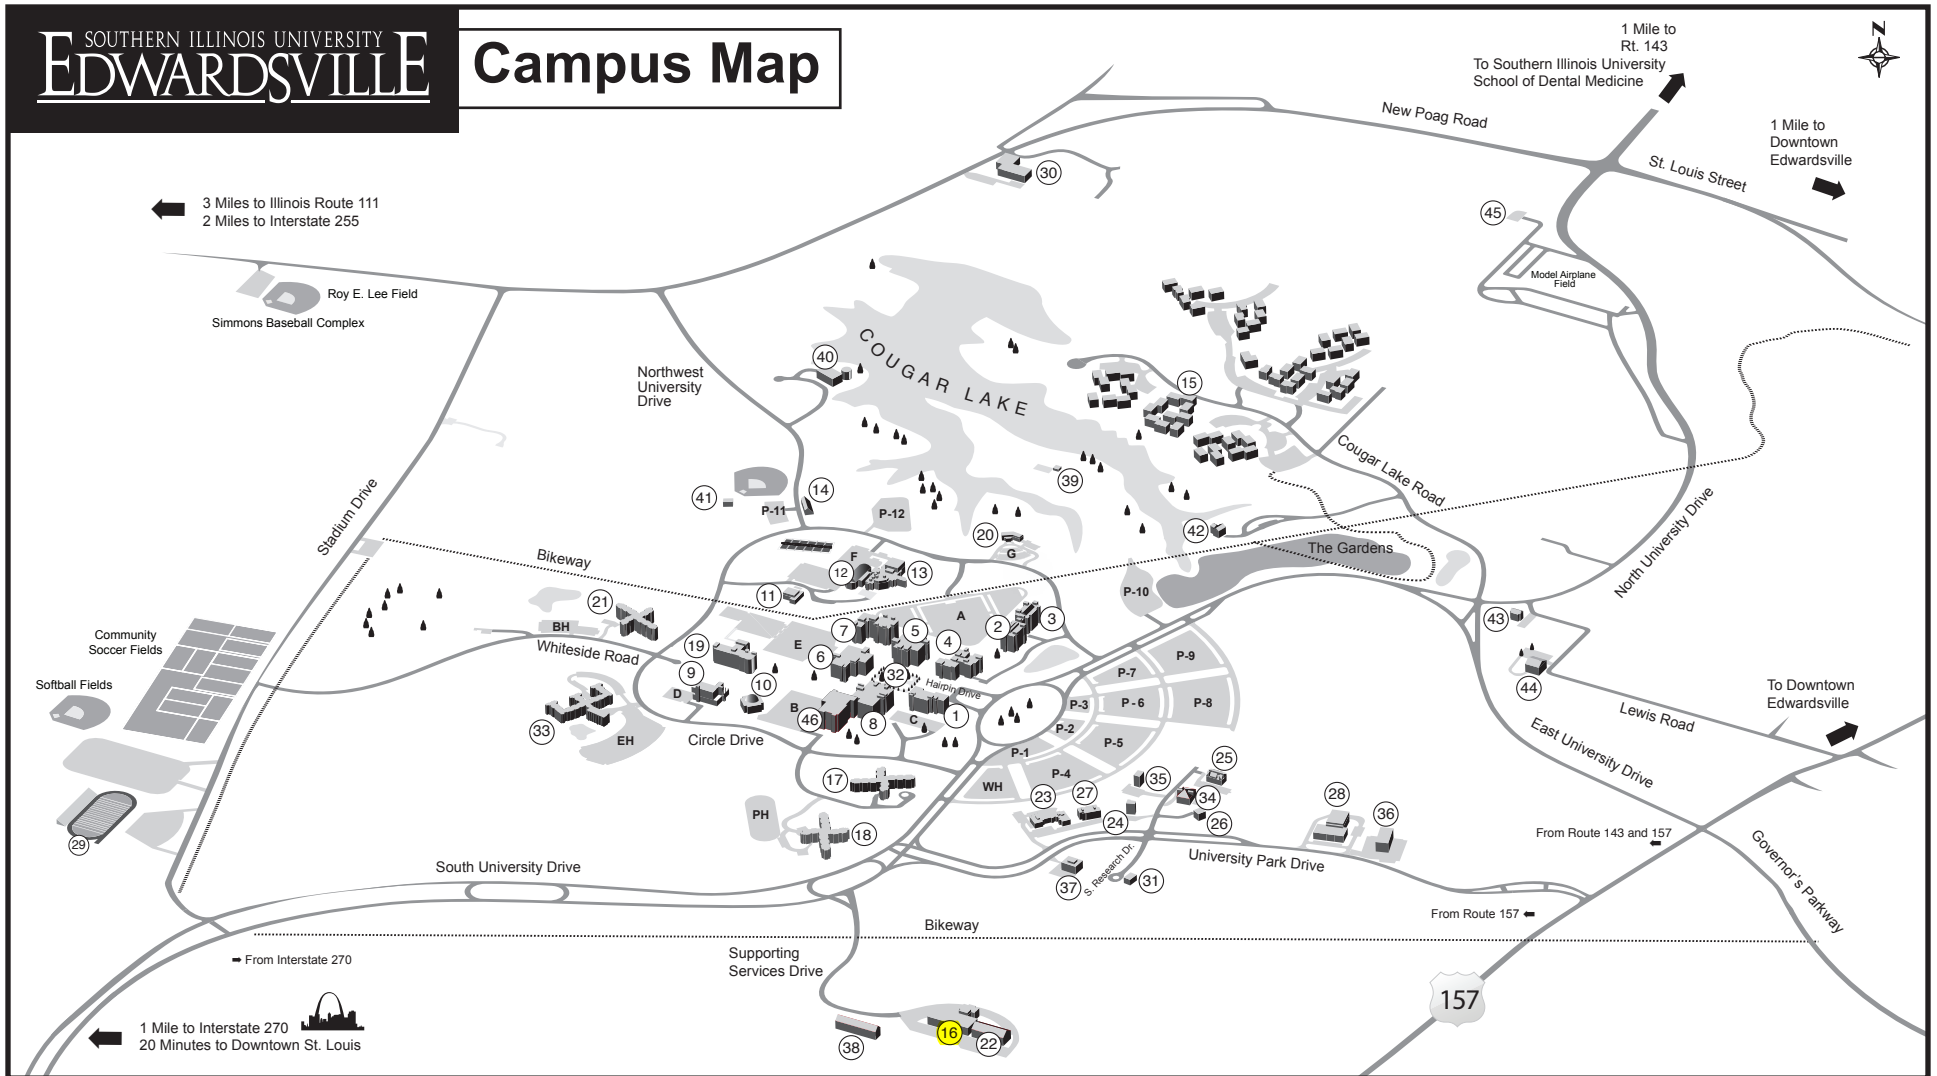 SOUTHERN ILLINOIS UNIVERSITY
EDWARDSVILLE
Campus Map
N
1 Mile to
Rt. 143
To Southern Illinois University
School of Dental Medicine
New Poag Road
1 Mile to
Downtown
Edwardsville
St. Louis Street
30
3 Miles to Illinois Route 111
2 Miles to Interstate 255
45
Model Airplane
Field
Roy E. Lee Field
Simmons Baseball Complex
COUGAR LAKE
40
Northwest
University
Drive
15
Cougar Lake Road
39
41
14
P-11
P-12
Stadium Drive
North University Drive
42
20
G
The Gardens
Bikeway
F
12
13
11
P-10
21
BH
Whiteside Road
A
E
7
5
4
2
3
6
19
43
Community
Soccer Fields
Softball Fields
9
D
10
32
Hairpin Drive
B
46
8
C
1
P-9
P-7
P-3
P-6
P-8
P-2
P-5
P-1
P-4
WH
44
Lewis Road
To Downtown
Edwardsville
33
EH
Circle Drive
East University Drive
17
25
35
34
23
27
24
26
28
36
PH
18
29
From Route 143 and 157
University Park Drive
Governor's Parkway
South University Drive
37
S. Research Dr.
31
From Route 157
Bikeway
Supporting
Services Drive
From Interstate 270
157
1 Mile to Interstate 270
20 Minutes to Downtown St. Louis
38
16
22